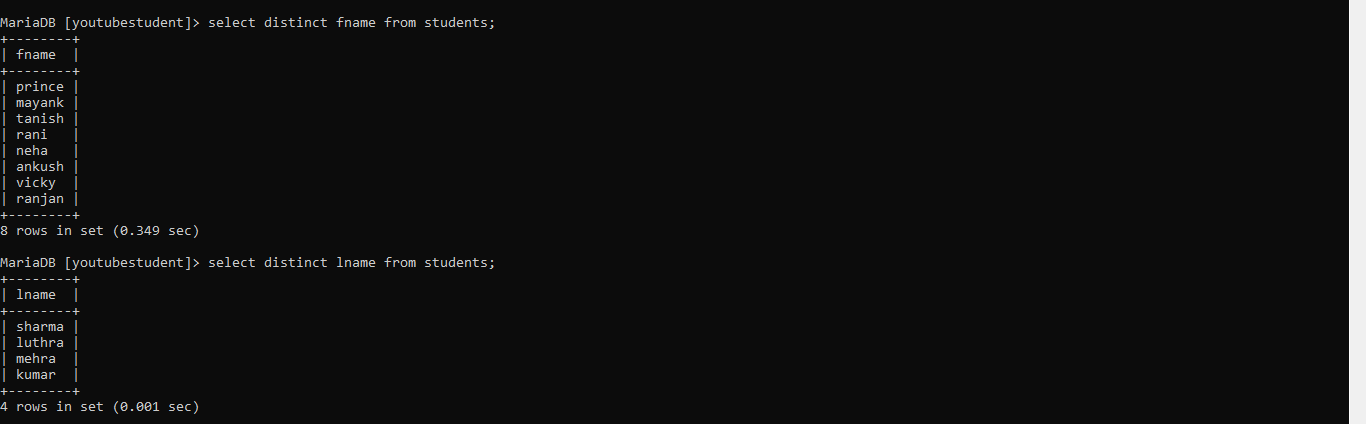 MariaDB [youtubestudent]> select distinct fname from students;
+--------+
| fname  |
+--------+
| prince |
| mayank |
| tanish |
| rani   |
| neha   |
| ankush |
| vicky  |
| ranjan |
+--------+
8 rows in set (0.349 sec)
MariaDB [youtubestudent]> select distinct lname from students;
+--------+
| lname  |
+--------+
| sharma |
| luthra |
| mehra  |
| kumar  |
+--------+
4 rows in set (0.001 sec)